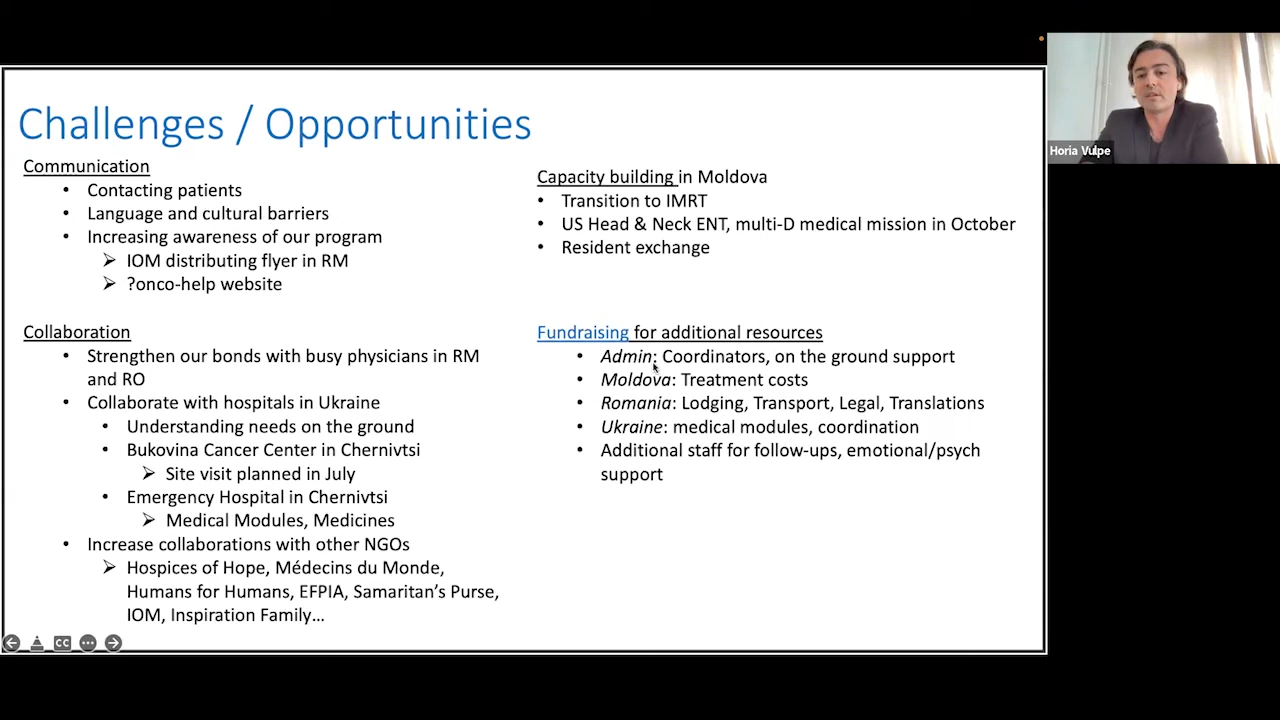 Challenges / Opportunities
Communication
• Contacting patients
• Language and cultural barriers
• Increasing awareness of our program
➢ IOM distributing flyer in RM
➢ ?onco-help website
Collaboration
• Strengthen our bonds with busy physicians in RM
and RO
• Collaborate with hospitals in Ukraine
• Understanding needs on the ground
• Bukovina Cancer Center in Chernivtsi
➢ Site visit planned in July
• Emergency Hospital in Chernivtsi
➢ Medical Modules, Medicines
• Increase collaborations with other NGOs
➢ Hospices of Hope, Médecins du Monde,
Humans for Humans, EFPIA, Samaritan’s Purse,
IOM, Inspiration Family…
Capacity building in Moldova
• Transition to IMRT
• US Head & Neck ENT, multi-D medical mission in October
• Resident exchange
Fundraising for additional resources
• Admin: Coordinators, on the ground support
• Moldova: Treatment costs
• Romania: Lodging, Transport, Legal, Translations
• Ukraine: medical modules, coordination
• Additional staff for follow-ups, emotional/psych
support
Horia Vulpe
CC